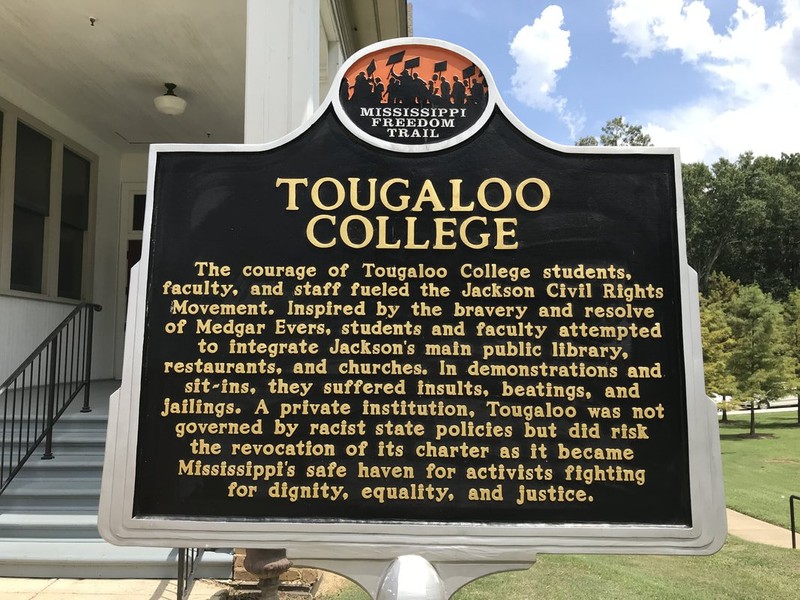 MISSISSIPPI
FREEDOM
TRAIL
TOUGALOO
COLLEGE
The courage of Tougaloo College students,
faculty, and staff fueled the Jackson Civil Rights
Movement. Inspired by the bravery and resolve
of Medgar Evers, students and faculty attempted
to integrate Jackson's main public library,
restaurants, and churches. In demonstrations and
sit-ins, they suffered insults, beatings, and
jailings. A private institution, Tougaloo was not
governed by racist state policies but did risk
the revocation of its charter as it became
Mississippi's safe haven for activists fighting
for dignity, equality, and justice.